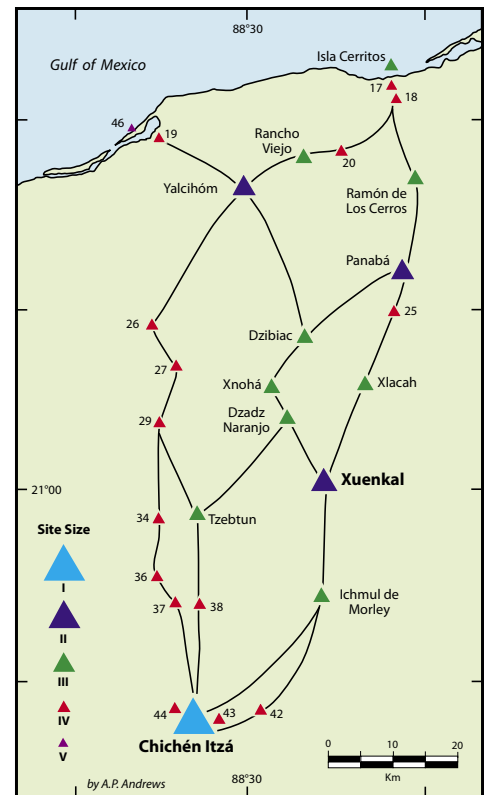 88°30
Isla Cerritos
Gulf of Mexico
17
18
46
19
Rancho
Viejo
20
Yalcihóm
Ramón de
Los Cerros
Panabá
25
26
Dzibiac
27
Xnohá
Xlacah
Dzadz
Naranjo
29
Xuenkal
21°00
34
Tzebtun
Site Size
I
36
Ichmul de
Morley
37
38
II
III
44
43
42
IV
Chichén Itzá
V
0 10 20
Km
by A.P. Andrews
88°30